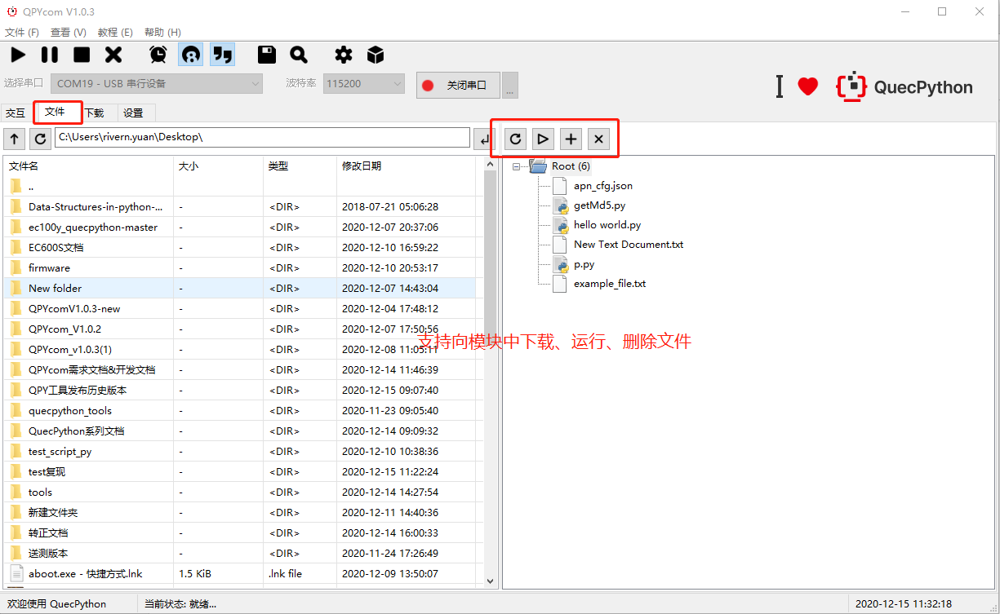 QPYcom V1.0.3
文件 (F) 查看 (V) 教程 (E) 帮助 (H)
选择串口 COM19 - USB 串行设备 波特率 115200 关闭串口 ... I QuecPython
交互 文件 下载 设置
C:\Users\rivern.yuan\Desktop\
文件名 大小 类型 修改日期
..
Data-Structures-in-python-... - <DIR> 2018-07-21 05:06:28
ec100y_quecpython-master - <DIR> 2020-12-07 20:37:06
EC600S文档 - <DIR> 2020-12-10 16:59:22
firmware - <DIR> 2020-12-10 20:53:17
New folder - <DIR> 2020-12-07 14:43:04
QPYcomV1.0.3-new - <DIR> 2020-12-04 17:48:12
QPYcom_V1.0.2 - <DIR> 2020-12-07 17:50:56
QPYcom_v1.0.3(1) - <DIR> 2020-12-08 11:05:11
QPYcom需求文档&开发文档 - <DIR> 2020-12-14 11:46:39
QPY工具发布历史版本 - <DIR> 2020-12-15 09:07:40
quecpython_tools - <DIR> 2020-11-23 09:05:40
QuecPython系列文档 - <DIR> 2020-12-14 09:09:32
test_script_py - <DIR> 2020-12-10 10:38:36
test复现 - <DIR> 2020-12-15 11:22:24
tools - <DIR> 2020-12-14 14:27:54
新建文件夹 - <DIR> 2020-12-11 14:40:36
转正文档 - <DIR> 2020-12-14 16:00:33
送测版本 - <DIR> 2020-11-24 17:26:49
aboot.exe - 快捷方式.lnk 1.5 KiB .lnk file 2020-12-09 13:50:07
Root (6)
apn_cfg.json
getMd5.py
hello world.py
New Text Document.txt
p.py
example_file.txt
支持向模块中下载、运行、删除文件
欢迎使用 QuecPython 当前状态: 就绪... 2020-12-15 11:32:18